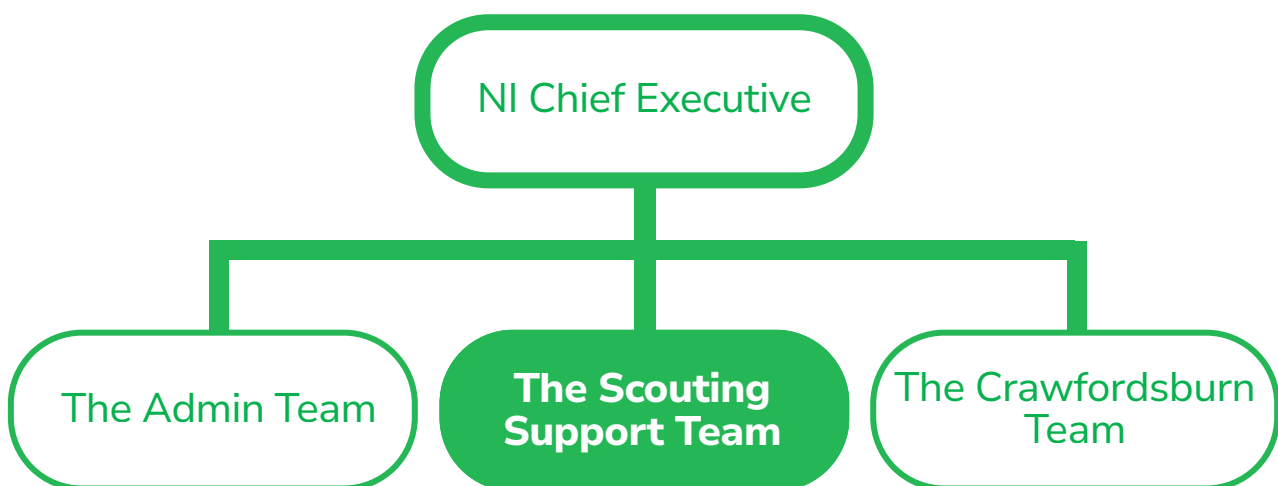 NI Chief Executive
The Admin Team
The Scouting
Support Team
The Crawfordsburn
Team